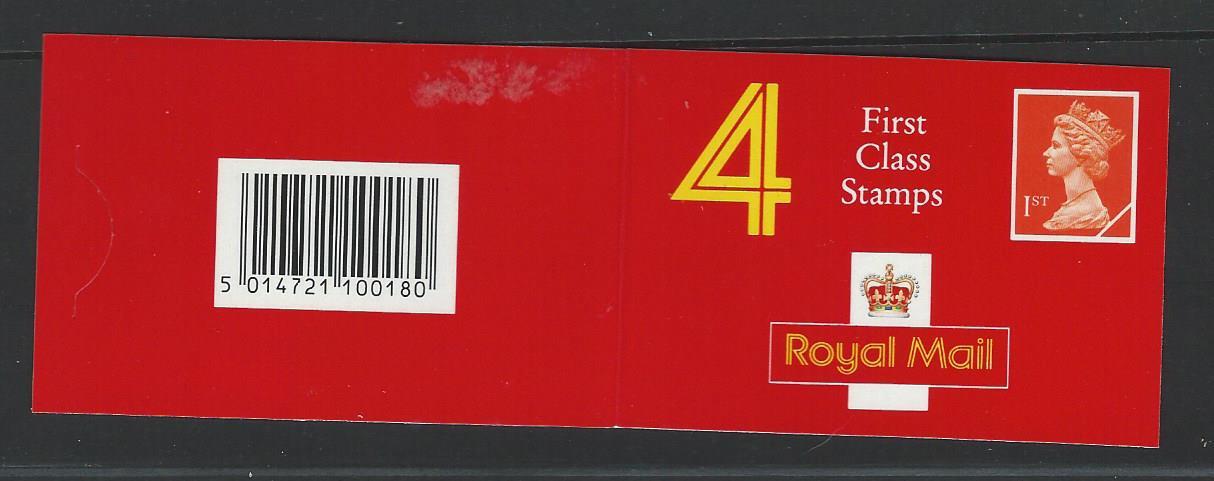 5 014721 100180
4
First
Class
Stamps
1ST
Royal Mail